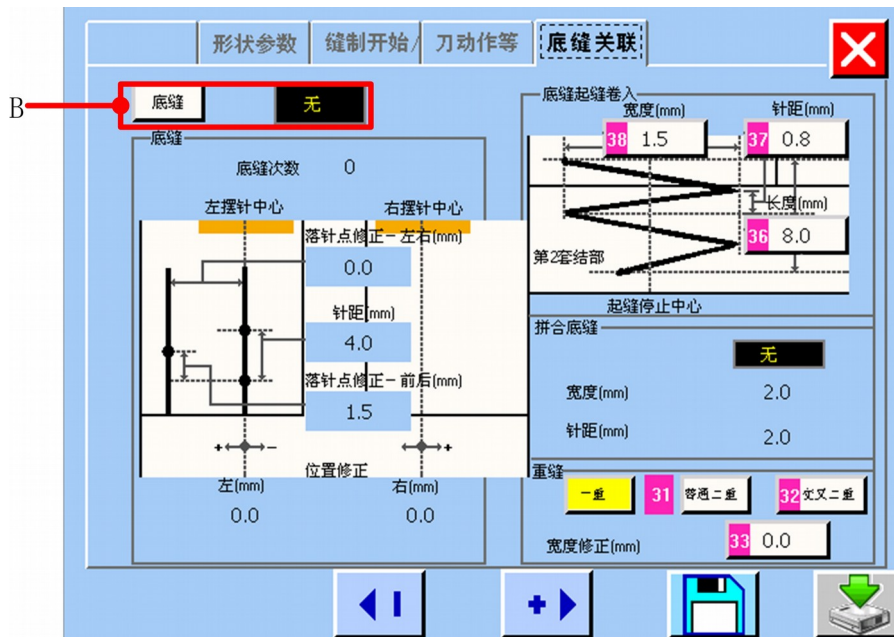 形状参数 缝制开始/ 刀动作等 底缝关联
B
底缝 无
底缝
底缝次数 0
左摆针中心 右摆针中心
落针点修正-左右(mm)
0.0
针距(mm)
4.0
落针点修正-前后(mm)
1.5
+ - +
位置修正
左(mm) 右(mm)
0.0 0.0
底缝起缝卷入
宽度(mm) 针距(mm)
38 1.5 37 0.8
长度(mm)
36 8.0
第2套结部
起缝停止中心
拼合底缝
无
宽度(mm) 2.0
针距(mm) 2.0
重缝
一重 31 普通二重 32 交叉二重
宽度修正(mm) 33 0.0